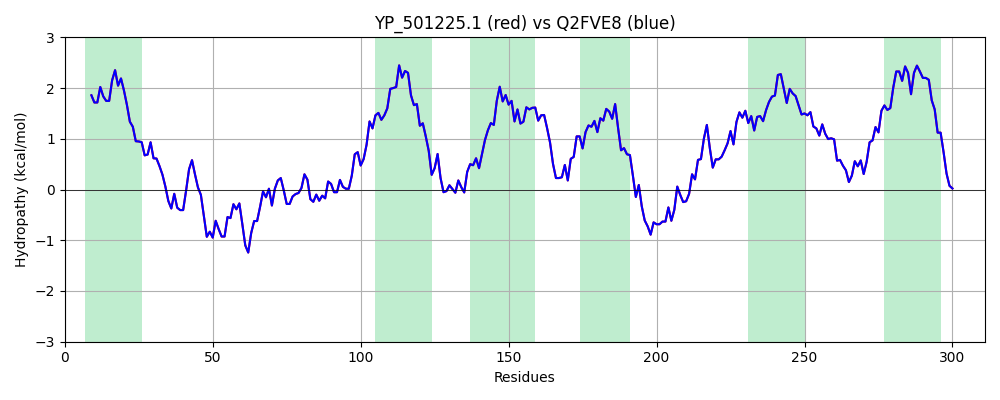 YP_501225.1 (red) vs Q2FVE8 (blue)
Hydropathy (kcal/mol)
3
2
1
0
−1
−2
−3
0 50 100 150 200 250 300
Residues